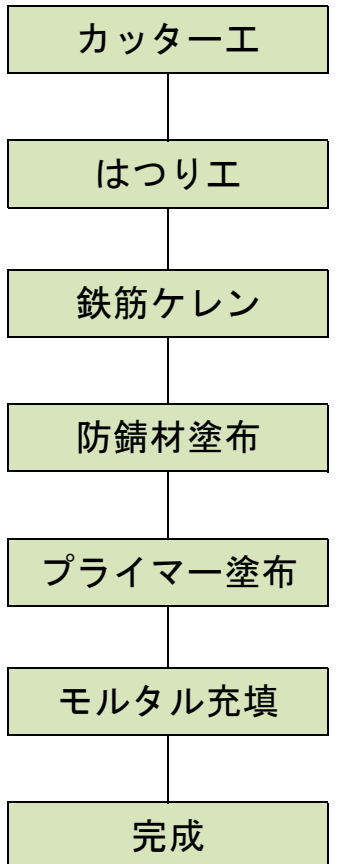 カッター工
はつり工
鉄筋ケレン
防錆材塗布
プライマー塗布
モルタル充填
完成